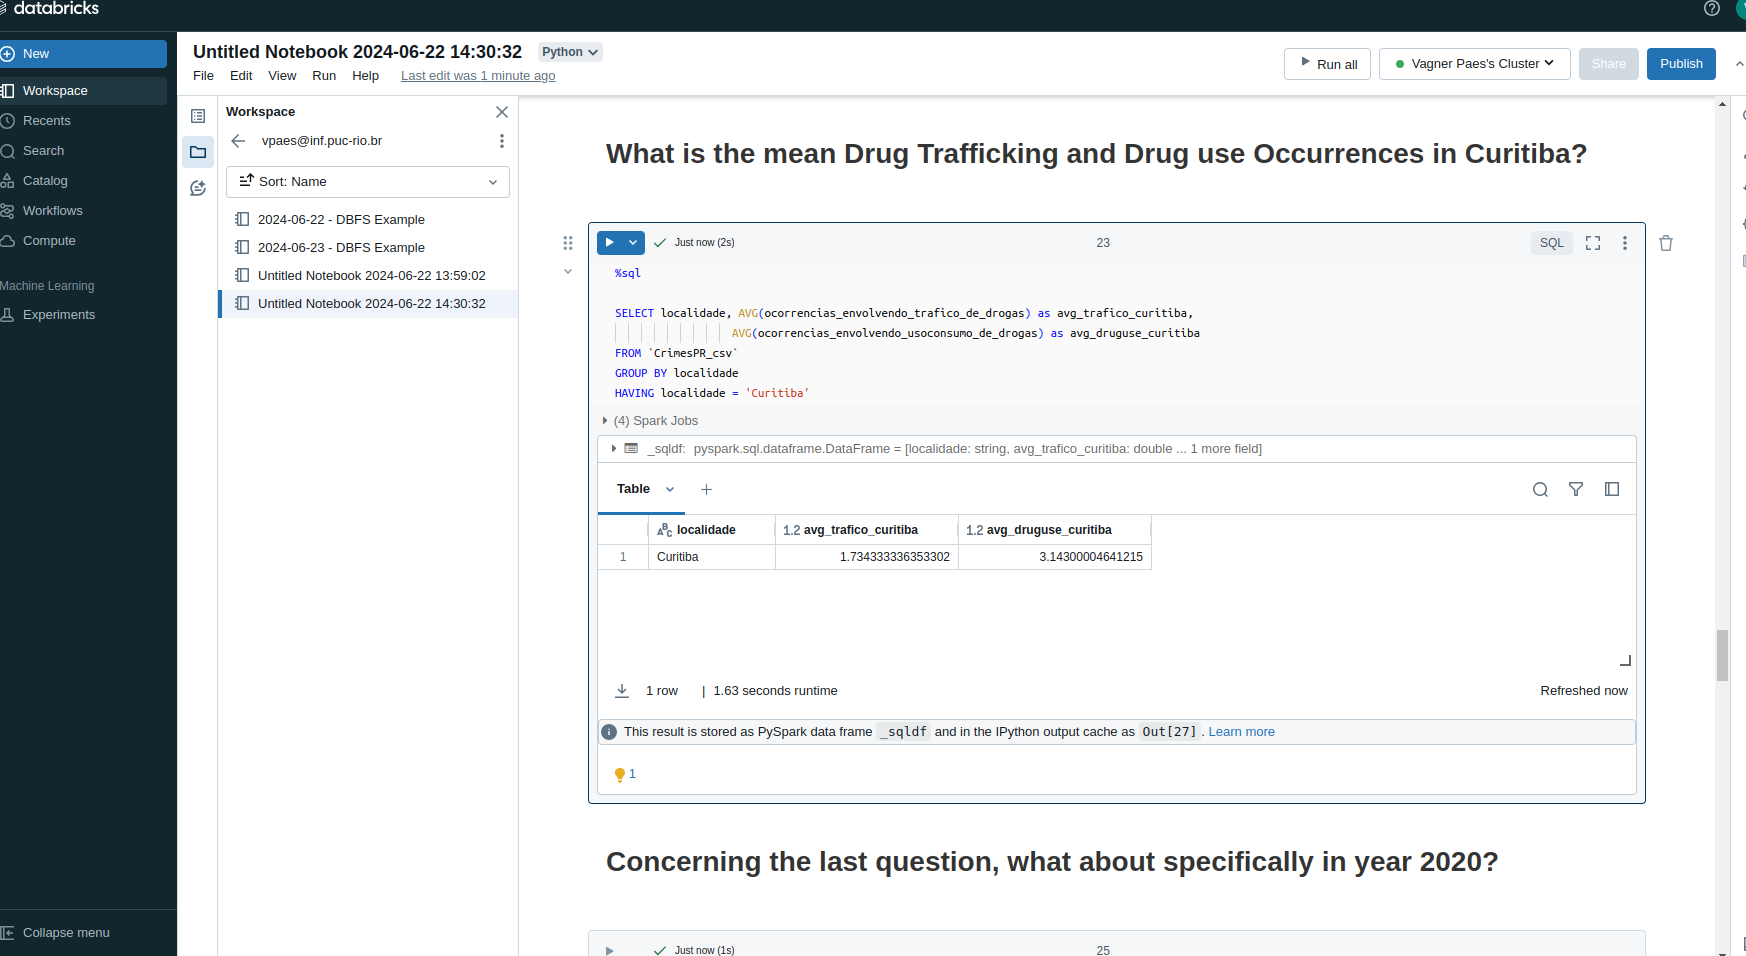 databricks
New
Workspace
Recents
Search
Catalog
Workflows
Compute
Machine Learning
Experiments
Collapse menu
Untitled Notebook 2024-06-22 14:30:32
Python
File Edit View Run Help Last edit was 1 minute ago
Run all
Vagner Paes's Cluster
Share
Publish
Workspace
vpaes@inf.puc-rio.br
Sort: Name
2024-06-22 - DBFS Example
2024-06-23 - DBFS Example
Untitled Notebook 2024-06-22 13:59:02
Untitled Notebook 2024-06-22 14:30:32
What is the mean Drug Trafficking and Drug use Occurrences in Curitiba?
Just now (2s)
23
SQL
%sql
SELECT localidade, AVG(ocorrencias_envolvendo_trafico_de_drogas) as avg_trafico_curitiba,
AVG(ocorrencias_envolvendo_usoconsumo_de_drogas) as avg_druguse_curitiba
FROM `CrimesPR_csv`
GROUP BY localidade
HAVING localidade = 'Curitiba'
(4) Spark Jobs
_sqldf: pyspark.sql.dataframe.DataFrame = [localidade: string, avg_trafico_curitiba: double ... 1 more field]
Table
ABC localidade 1.2 avg_trafico_curitiba 1.2 avg_druguse_curitiba
1 Curitiba 1.734333336353302 3.14300004641215
1 row | 1.63 seconds runtime
Refreshed now
This result is stored as PySpark data frame _sqldf and in the IPython output cache as Out[27]. Learn more
1
Concerning the last question, what about specifically in year 2020?
Just now (1s)
25